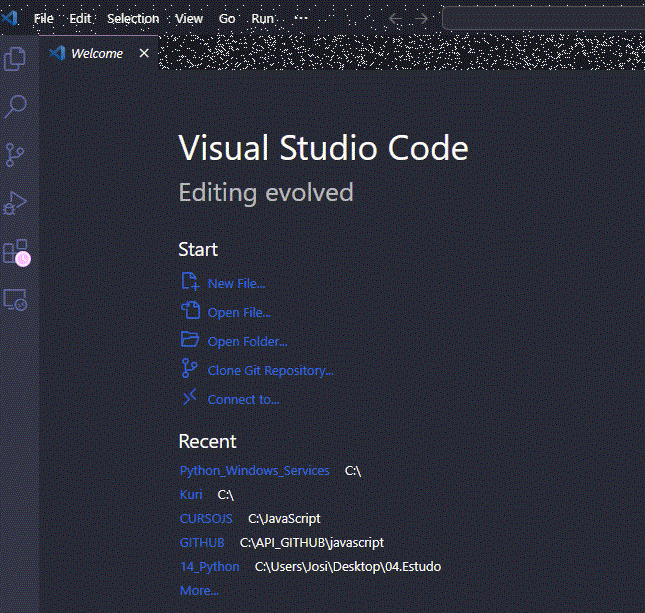 File Edit Selection View Go Run ...
Welcome
Visual Studio Code
Editing evolved
Start
New File...
Open File...
Open Folder...
Clone Git Repository...
Connect to...
Recent
Python_Windows_Services C:\
Kuri C:\
CURSOJS C:\JavaScript
GITHUB C:\API_GITHUB\javascript
14_Python C:\Users\Josi\Desktop\04.Estudo
More...